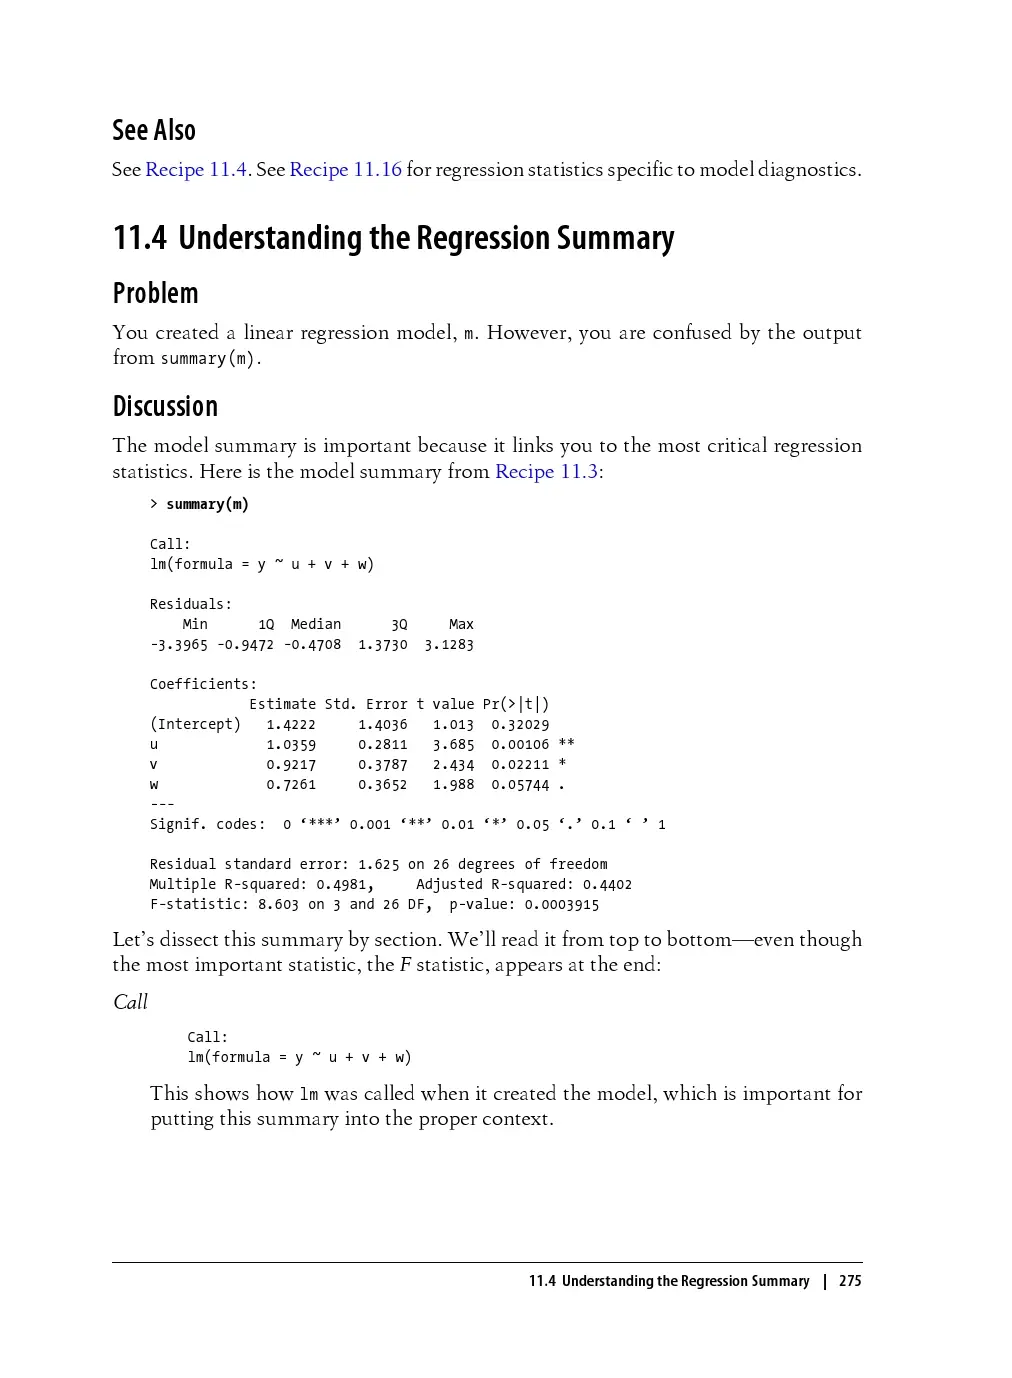 See Also
See Recipe 11.4. See Recipe 11.16 for regression statistics specific to model diagnostics.
11.4 Understanding the Regression Summary
Problem
You created a linear regression model, m. However, you are confused by the output
from summary(m).
Discussion
The model summary is important because it links you to the most critical regression
statistics. Here is the model summary from Recipe 11.3:
> summary(m)
Call:
lm(formula = y ~ u + v + w)
Residuals:
    Min      1Q  Median      3Q     Max
-3.3965 -0.9472 -0.4708  1.3730  3.1283
Coefficients:
            Estimate Std. Error t value Pr(>|t|)
(Intercept)   1.4222     1.4036   1.013  0.32029
u             1.0359     0.2811   3.685  0.00106 **
v             0.9217     0.3787   2.434  0.02211 *
w             0.7261     0.3652   1.988  0.05744 .
---
Signif. codes:  0 ‘***’ 0.001 ‘**’ 0.01 ‘*’ 0.05 ‘.’ 0.1 ‘ ’ 1
Residual standard error: 1.625 on 26 degrees of freedom
Multiple R-squared: 0.4981,     Adjusted R-squared: 0.4402
F-statistic: 8.603 on 3 and 26 DF,  p-value: 0.0003915
Let’s dissect this summary by section. We’ll read it from top to bottom—even though
the most important statistic, the F statistic, appears at the end:
Call
Call:
lm(formula = y ~ u + v + w)
This shows how lm was called when it created the model, which is important for
putting this summary into the proper context.
11.4 Understanding the Regression Summary | 275